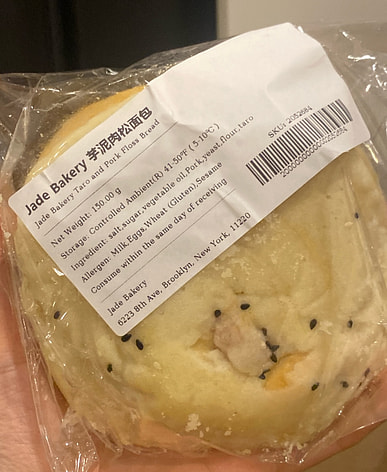 Jade Bakery 芋泥肉松面包
Jade Bakery Taro and Pork Floss Bread
Net Weight: 150.00 g
Storage: Controlled Ambient(R) 41-50°F ( 5-10°C)
Ingredient: salt,sugar,vegetable oil,Pork,yeast,flour,taro
Allergen: Milk,Eggs,Wheat (Gluten),Sesame
Consume within the same day of receiving
Jade Bakery
6223 8th Ave, Brooklyn, New York, 11220
SKU: 2052684